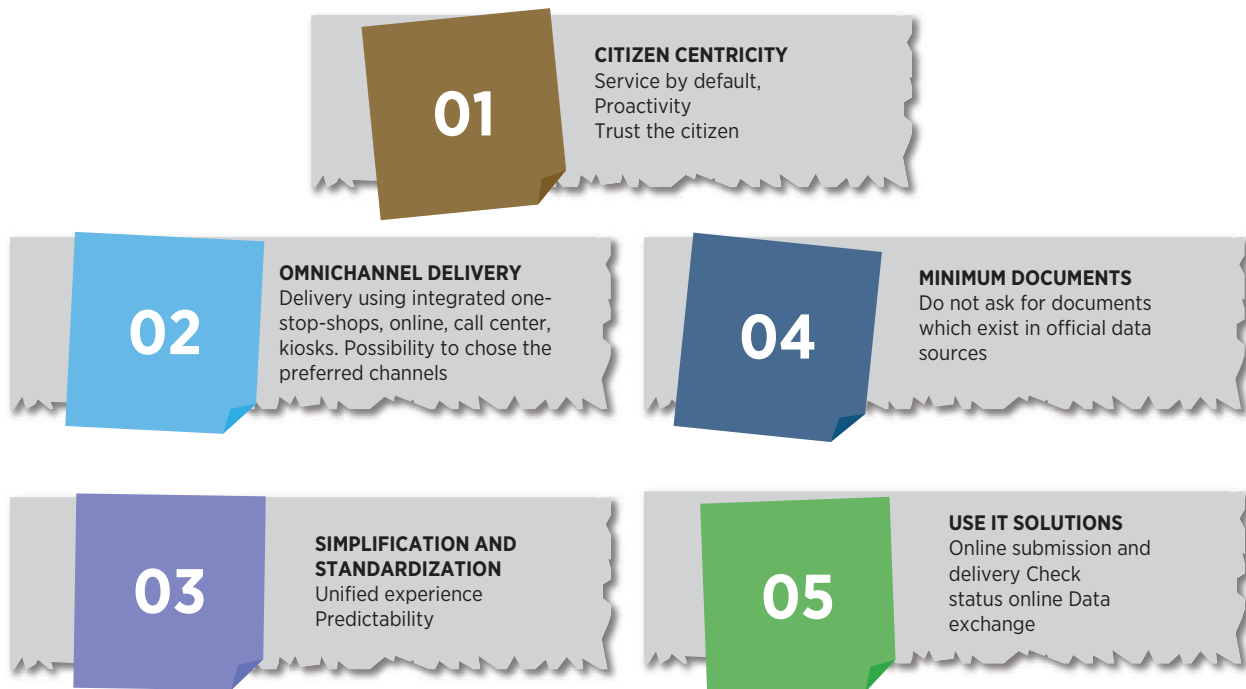 01
CITIZEN CENTRICITY
Service by default,
Proactivity
Trust the citizen
02
OMNICHANNEL DELIVERY
Delivery using integrated one-
stop-shops, online, call center,
kiosks. Possibility to chose the
preferred channels
03
SIMPLIFICATION AND
STANDARDIZATION
Unified experience
Predictability
04
MINIMUM DOCUMENTS
Do not ask for documents
which exist in official data
sources
05
USE IT SOLUTIONS
Online submission and
delivery Check
status online Data
exchange